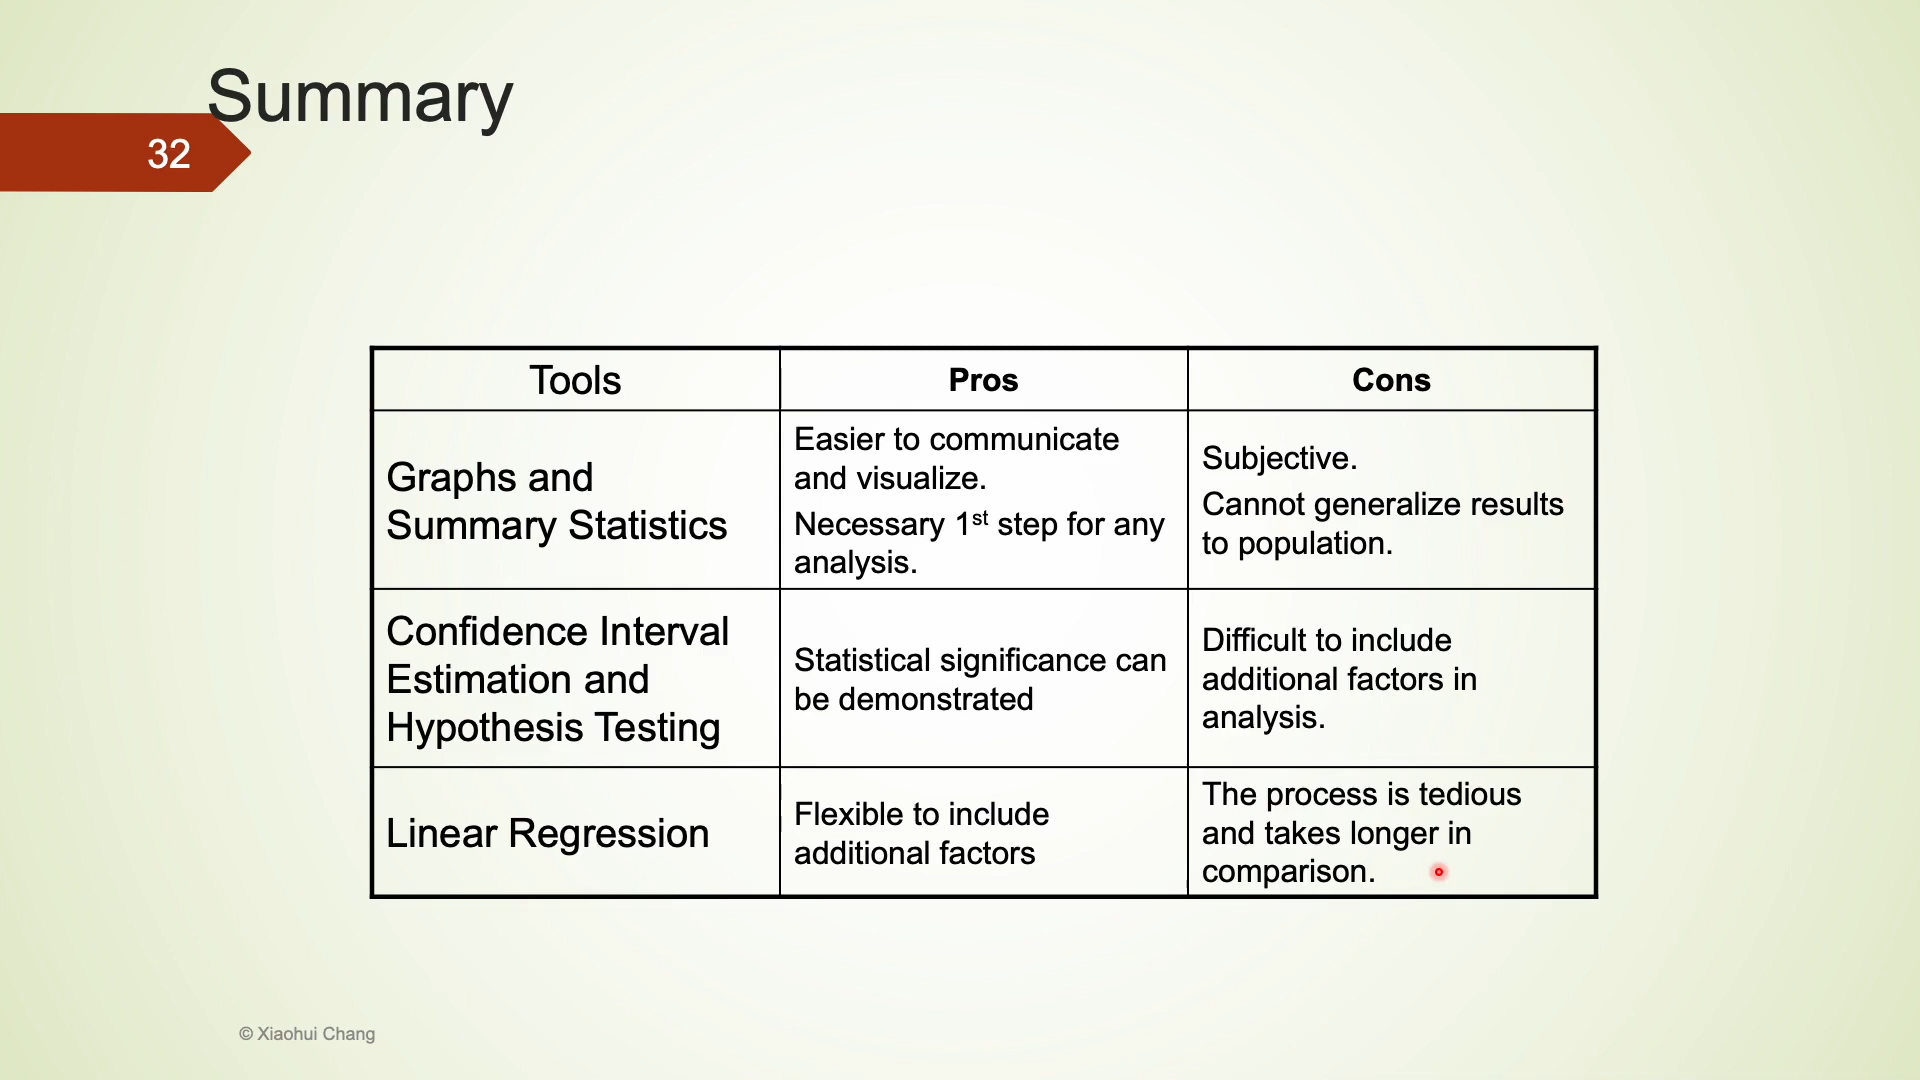 Summary
32
Tools
Pros
Cons
Graphs and
Summary Statistics
Easier to communicate
and visualize.
Necessary 1st step for any
analysis.
Subjective.
Cannot generalize results
to population.
Confidence Interval
Estimation and
Hypothesis Testing
Statistical significance can
be demonstrated
Difficult to include
additional factors in
analysis.
Linear Regression
Flexible to include
additional factors
The process is tedious
and takes longer in
comparison.
© Xiaohui Chang